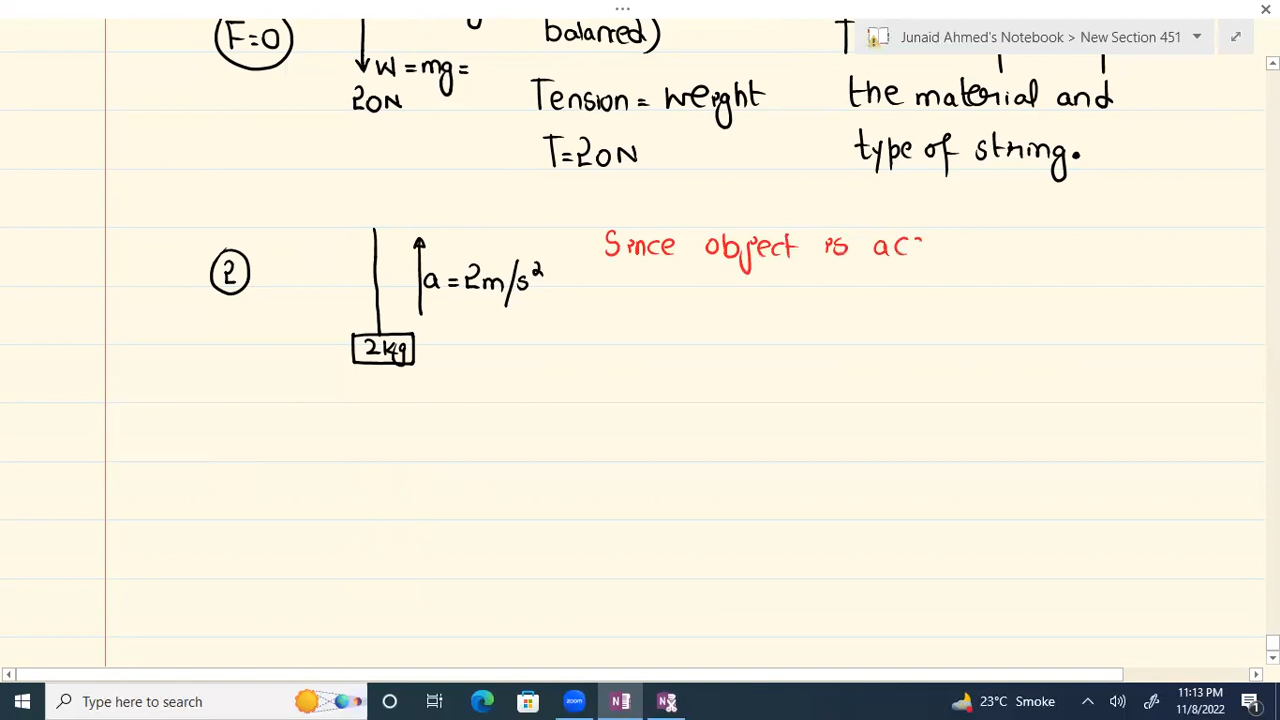 Junaid Ahmed's Notebook > New Section 451
F=0
balanced)
T
W = mg =
20N
Tension = weight
the material and
T=20N
type of string.
2
a = 2m/s²
Since object is ac
2kg
Type here to search
23°C Smoke
11:13 PM
11/8/2022
1